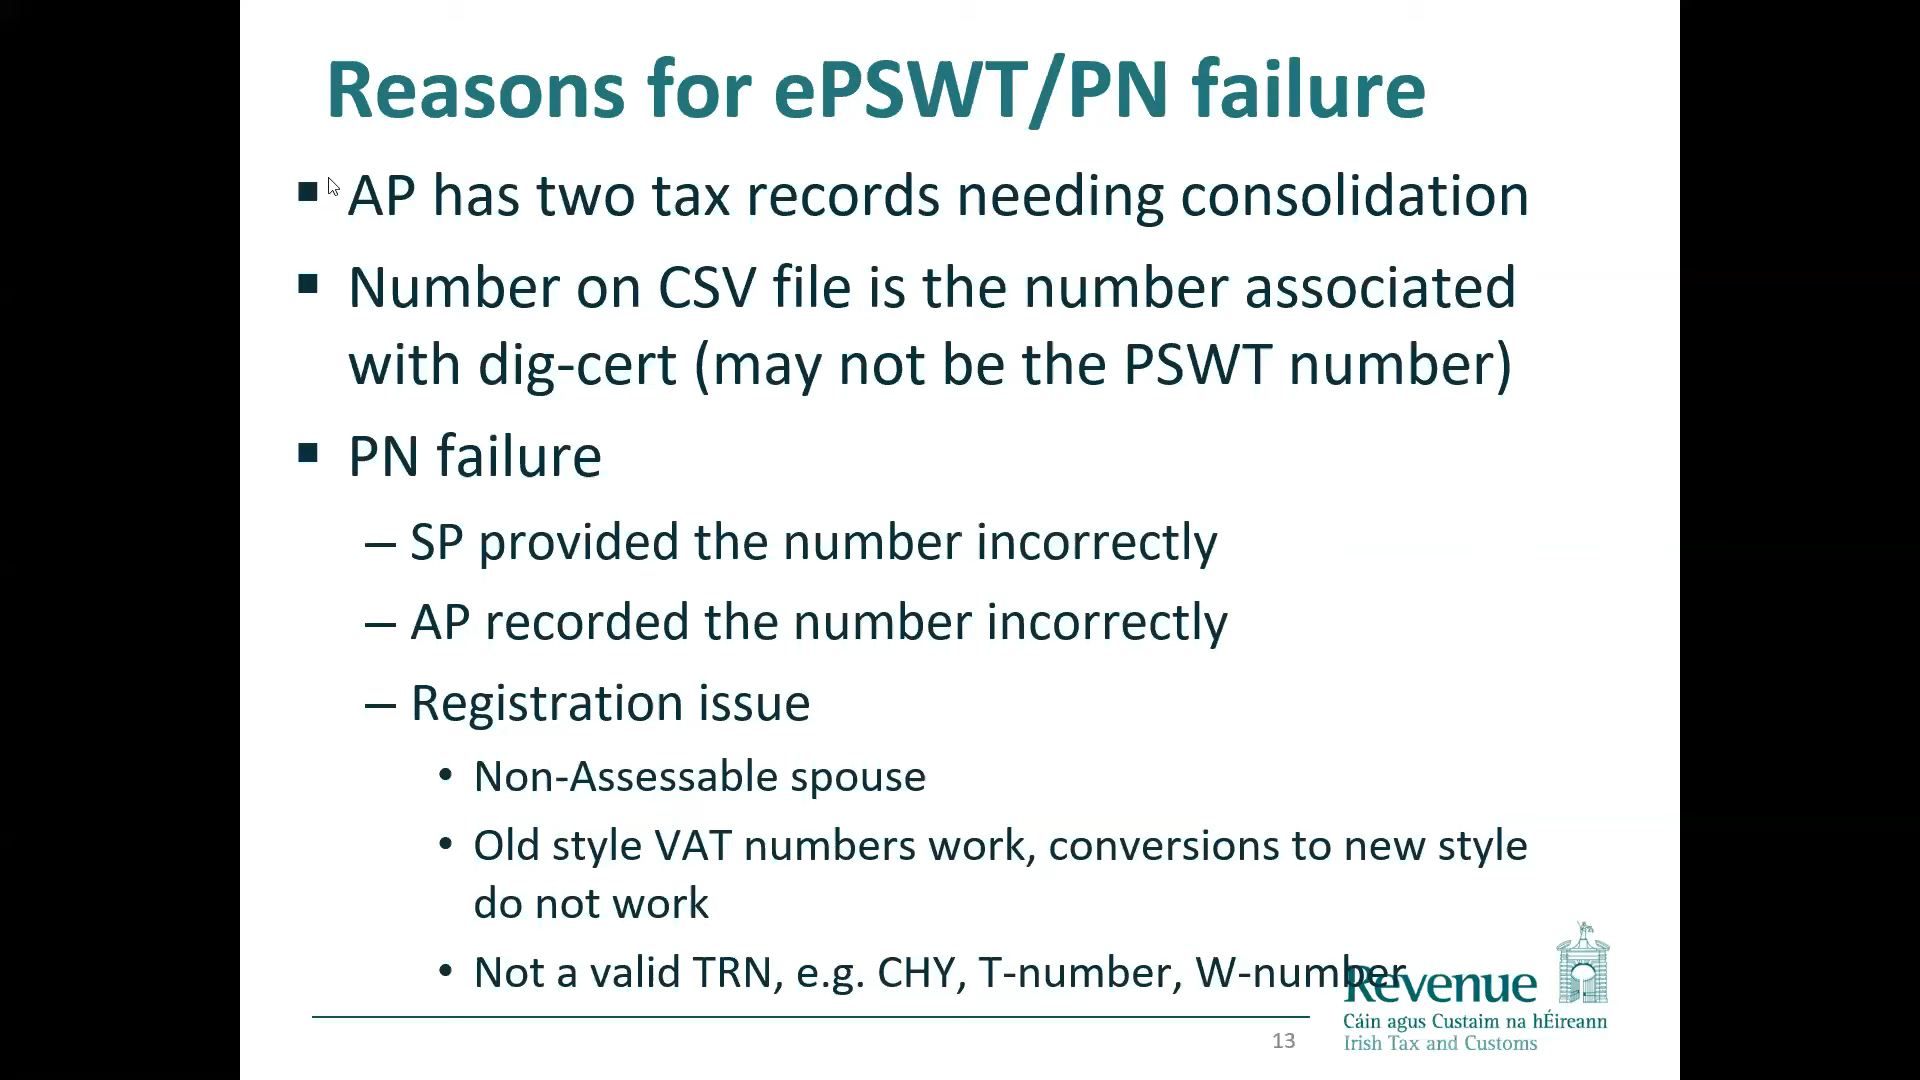 Reasons for ePSWT/PN failure
▪ AP has two tax records needing consolidation
▪ Number on CSV file is the number associated
with dig-cert (may not be the PSWT number)
▪ PN failure
– SP provided the number incorrectly
– AP recorded the number incorrectly
– Registration issue
• Non-Assessable spouse
• Old style VAT numbers work, conversions to new style
do not work
• Not a valid TRN, e.g. CHY, T-number, W-number
Revenue
Cáin agus Custaim na hÉireann
Irish Tax and Customs
13